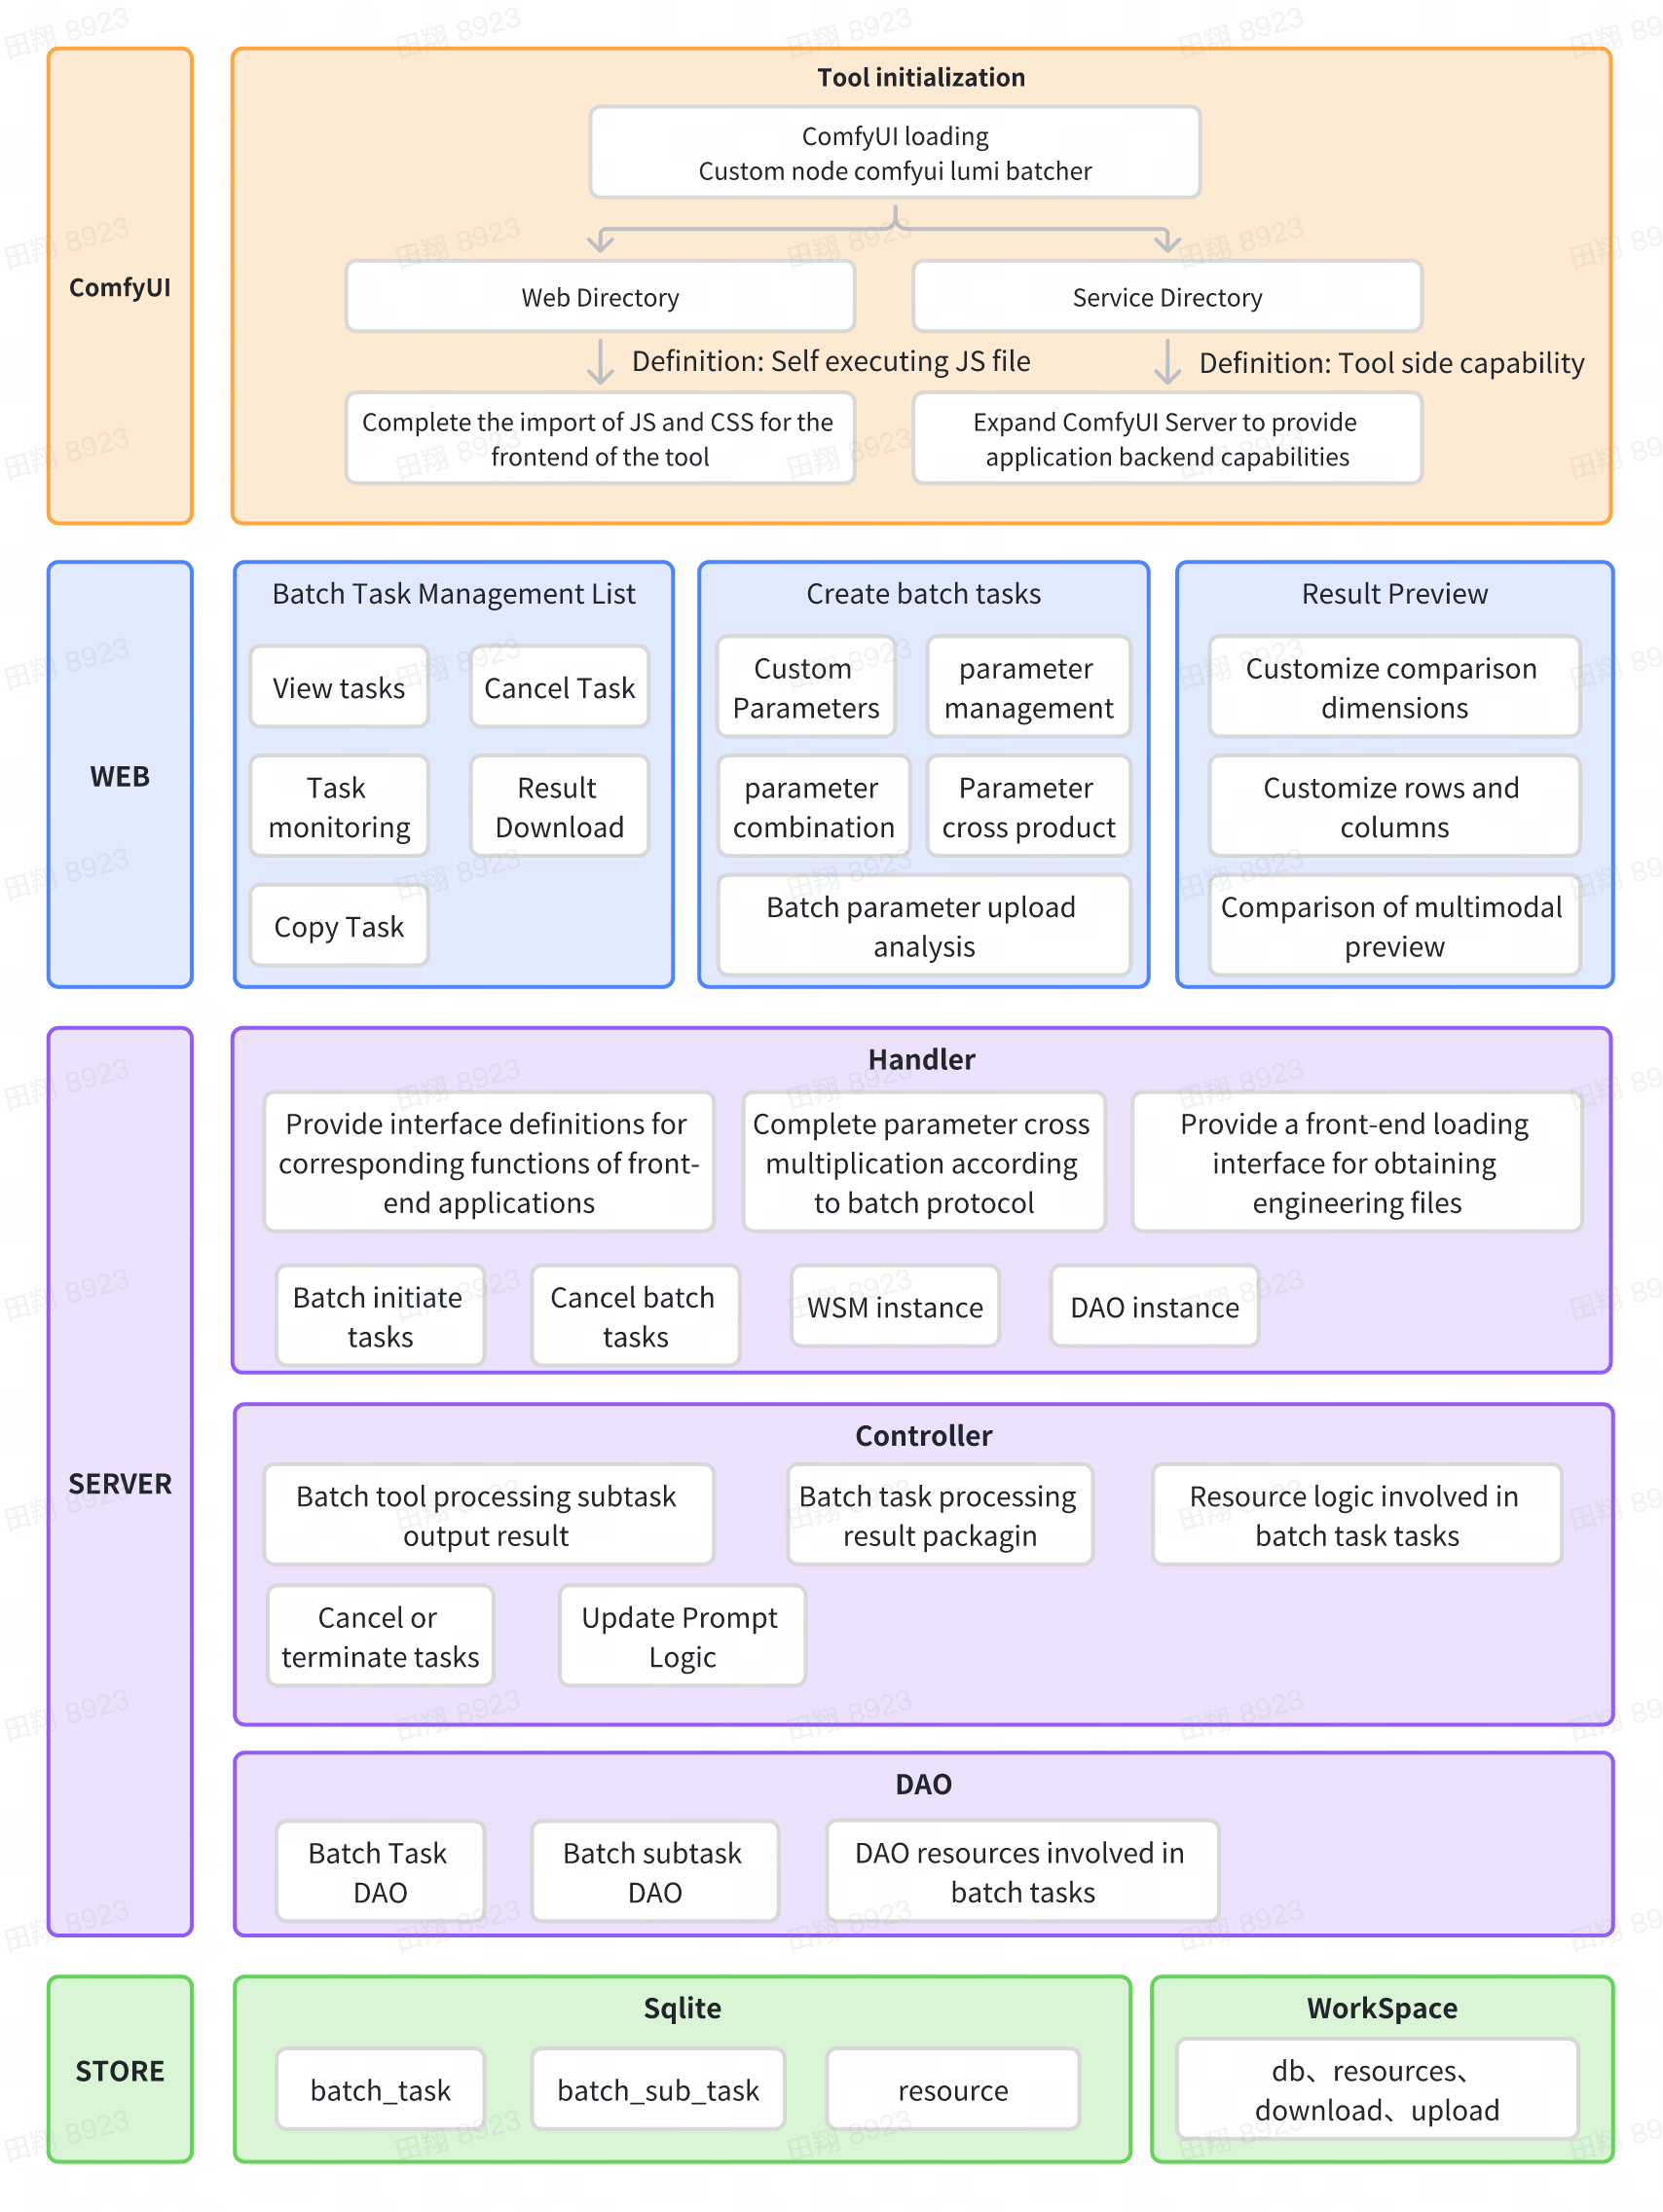 ComfyUI
Tool initialization
ComfyUI loading
Custom node comfyui lumi batcher
Web Directory
Service Directory
Definition: Self executing JS file
Definition: Tool side capability
Complete the import of JS and CSS for the
frontend of the tool
Expand ComfyUI Server to provide
application backend capabilities
WEB
Batch Task Management List
View tasks
Cancel Task
Task
monitoring
Result
Download
Copy Task
Create batch tasks
Custom
Parameters
parameter
management
parameter
combination
Parameter
cross product
Batch parameter upload
analysis
Result Preview
Customize comparison
dimensions
Customize rows and
columns
Comparison of multimodal
preview
SERVER
Handler
Provide interface definitions for
corresponding functions of front-
end applications
Complete parameter cross
multiplication according
to batch protocol
Provide a front-end loading
interface for obtaining
engineering files
Batch initiate
tasks
Cancel batch
tasks
WSM instance
DAO instance
Controller
Batch tool processing subtask
output result
Batch task processing
result packagin
Resource logic involved in
batch task tasks
Cancel or
terminate tasks
Update Prompt
Logic
DAO
Batch Task
DAO
Batch subtask
DAO
DAO resources involved in
batch tasks
STORE
Sqlite
batch_task
batch_sub_task
resource
WorkSpace
db、resources、
download、upload
田翔 8923